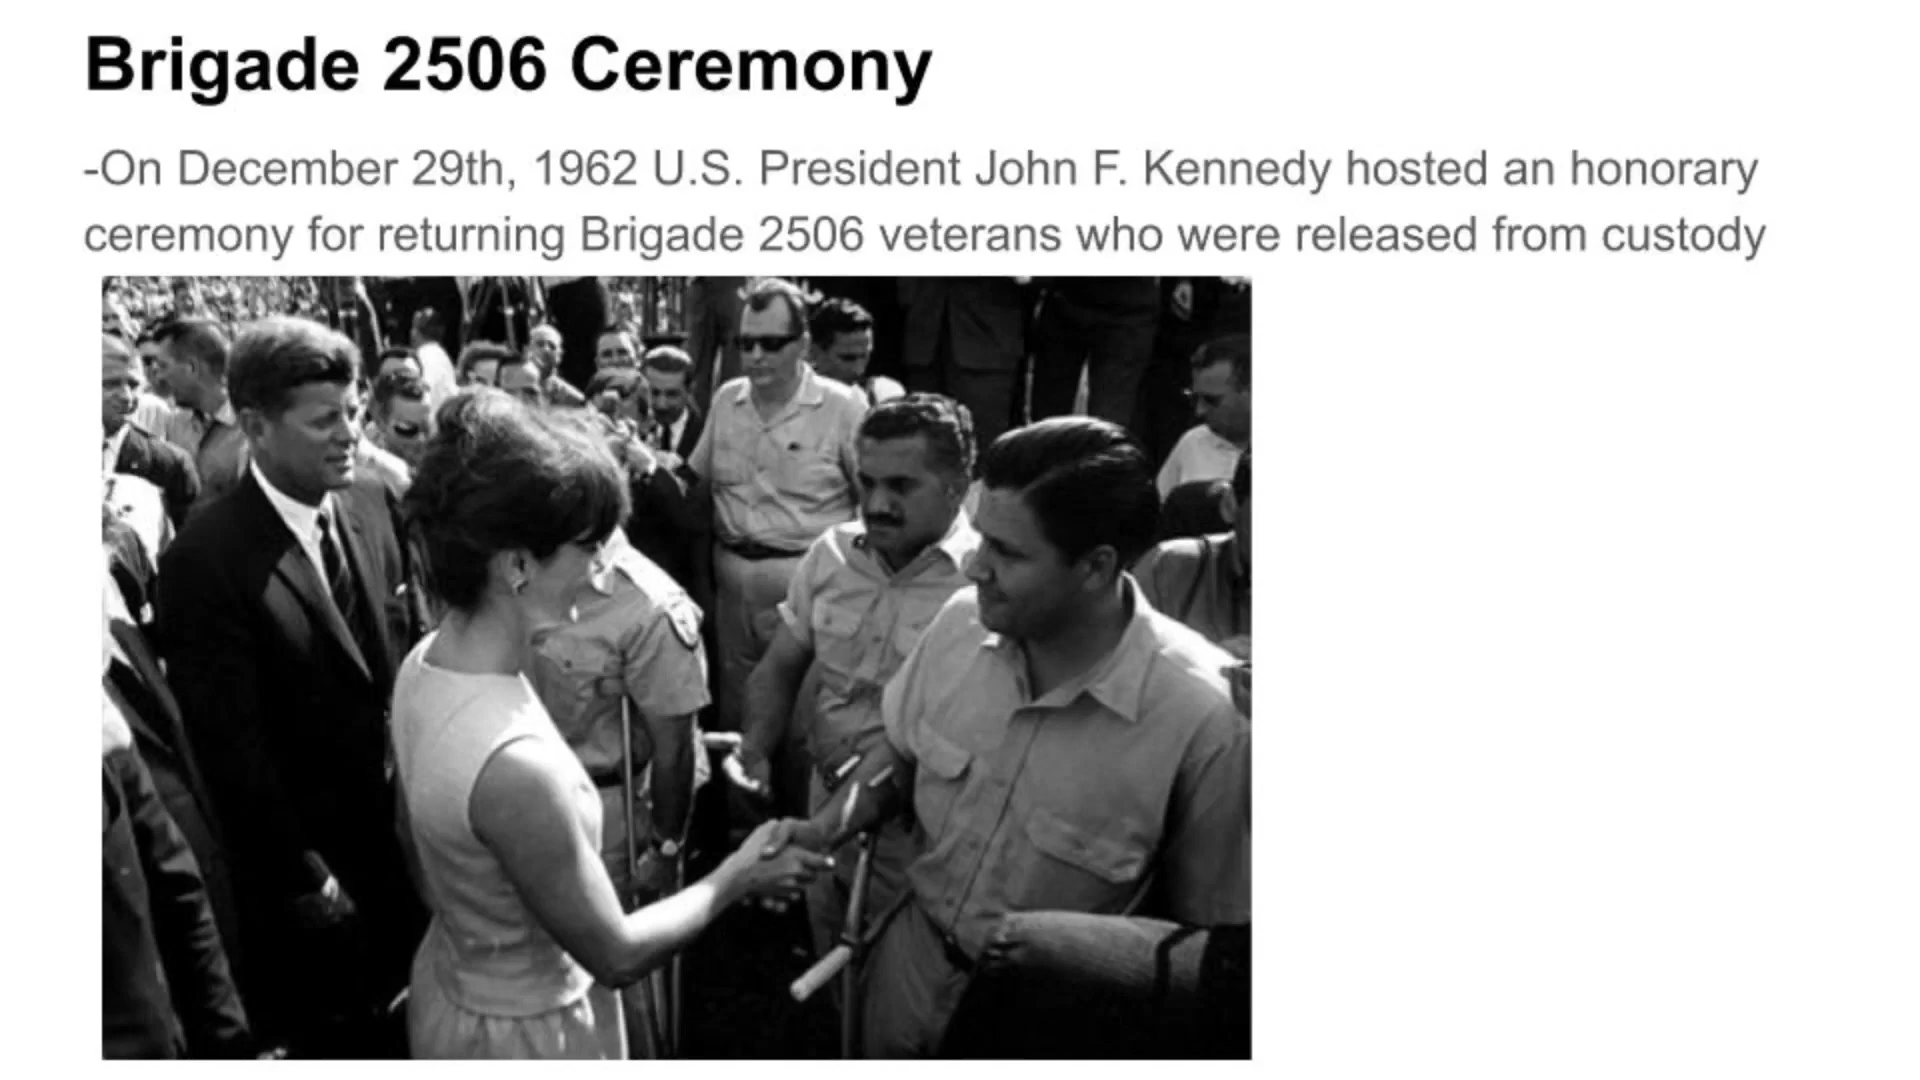 Brigade 2506 Ceremony
-On December 29th, 1962 U.S. President John F. Kennedy hosted an honorary
ceremony for returning Brigade 2506 veterans who were released from custody